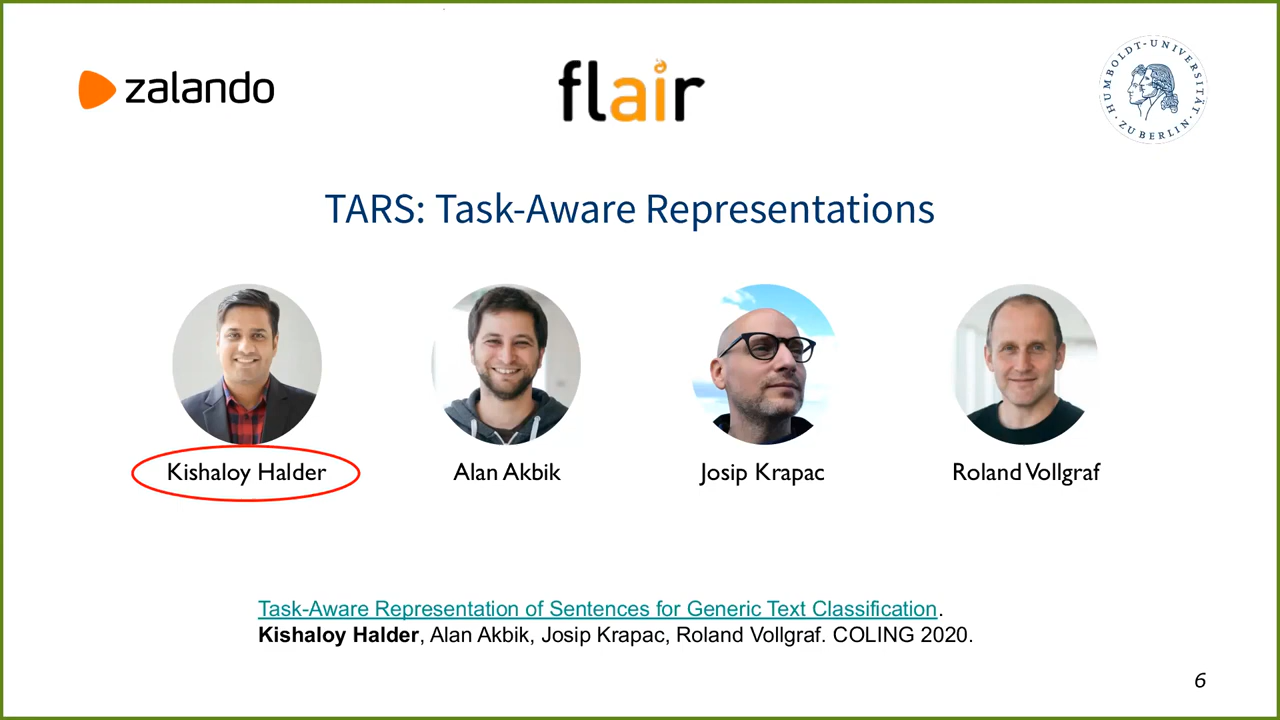 zalando
flair
HUMBOLDT-UNIVERSITÄT ZU BERLIN
TARS: Task-Aware Representations
Kishaloy Halder
Alan Akbik
Josip Krapac
Roland Vollgraf
Task-Aware Representation of Sentences for Generic Text Classification.
Kishaloy Halder, Alan Akbik, Josip Krapac, Roland Vollgraf. COLING 2020.
6